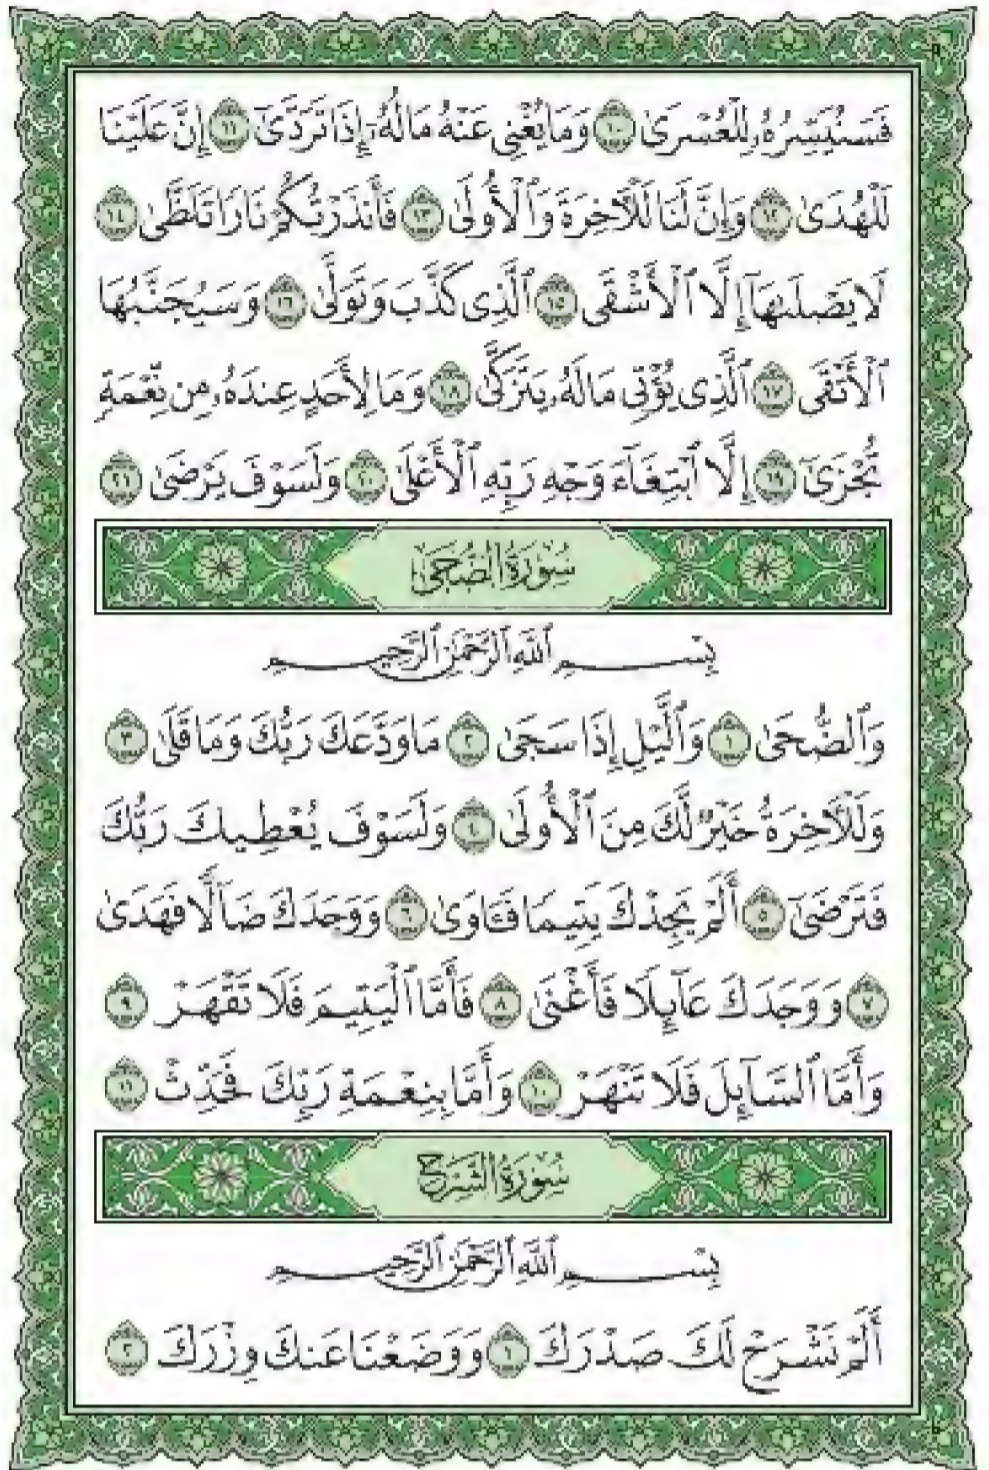 فَسَنُيَسِّرُهُۥ لِلْعُسْرَىٰ ١٠ وَمَا يُغْنِى عَنْهُ مَالُهُۥٓ إِذَا تَرَدَّىٰٓ ١١ إِنَّ عَلَيْنَا
لَلْهُدَىٰ ١٢ وَإِنَّ لَنَا لَلْـَٔاخِرَةَ وَٱلْأُولَىٰ ١٣ فَأَنذَرْتُكُمْ نَارًا تَلَظَّىٰ ١٤
لَا يَصْلَىٰهَآ إِلَّا ٱلْأَشْقَى ١٥ ٱلَّذِى كَذَّبَ وَتَوَلَّىٰ ١٦ وَسَيُجَنَّبُهَا
ٱلْأَتْقَى ١٧ ٱلَّذِى يُؤْتِى مَالَهُۥ يَتَزَكَّىٰ ١٨ وَمَا لِأَحَدٍ عِندَهُۥ مِن نِّعْمَةٍ
تُجْزَىٰٓ ١٩ إِلَّا ٱبْتِغَآءَ وَجْهِ رَبِّهِ ٱلْأَعْلَىٰ ٢٠ وَلَسَوْفَ يَرْضَىٰ ٢١
سُورَةُ الضُّحَىٰ
بِسْمِ ٱللَّهِ ٱلرَّحْمَٰنِ ٱلرَّحِيمِ
وَٱلضُّحَىٰ ١ وَٱلَّيْلِ إِذَا سَجَىٰ ٢ مَا وَدَّعَكَ رَبُّكَ وَمَا قَلَىٰ ٣
وَلَلْـَٔاخِرَةُ خَيْرٌ لَّكَ مِنَ ٱلْأُولَىٰ ٤ وَلَسَوْفَ يُعْطِيكَ رَبُّكَ
فَتَرْضَىٰٓ ٥ أَلَمْ يَجِدْكَ يَتِيمًا فَـَٔاوَىٰ ٦ وَوَجَدَكَ ضَآلًّا فَهَدَىٰ
٧ وَوَجَدَكَ عَآئِلًا فَأَغْنَىٰ ٨ فَأَمَّا ٱلْيَتِيمَ فَلَا تَقْهَرْ ٩
وَأَمَّا ٱلسَّآئِلَ فَلَا تَنْهَرْ ١٠ وَأَمَّا بِنِعْمَةِ رَبِّكَ فَحَدِّثْ ١١
سُورَةُ الشَّرْحِ
بِسْمِ ٱللَّهِ ٱلرَّحْمَٰنِ ٱلرَّحِيمِ
أَلَمْ نَشْرَحْ لَكَ صَدْرَكَ ١ وَوَضَعْنَا عَنكَ وِزْرَكَ ٢